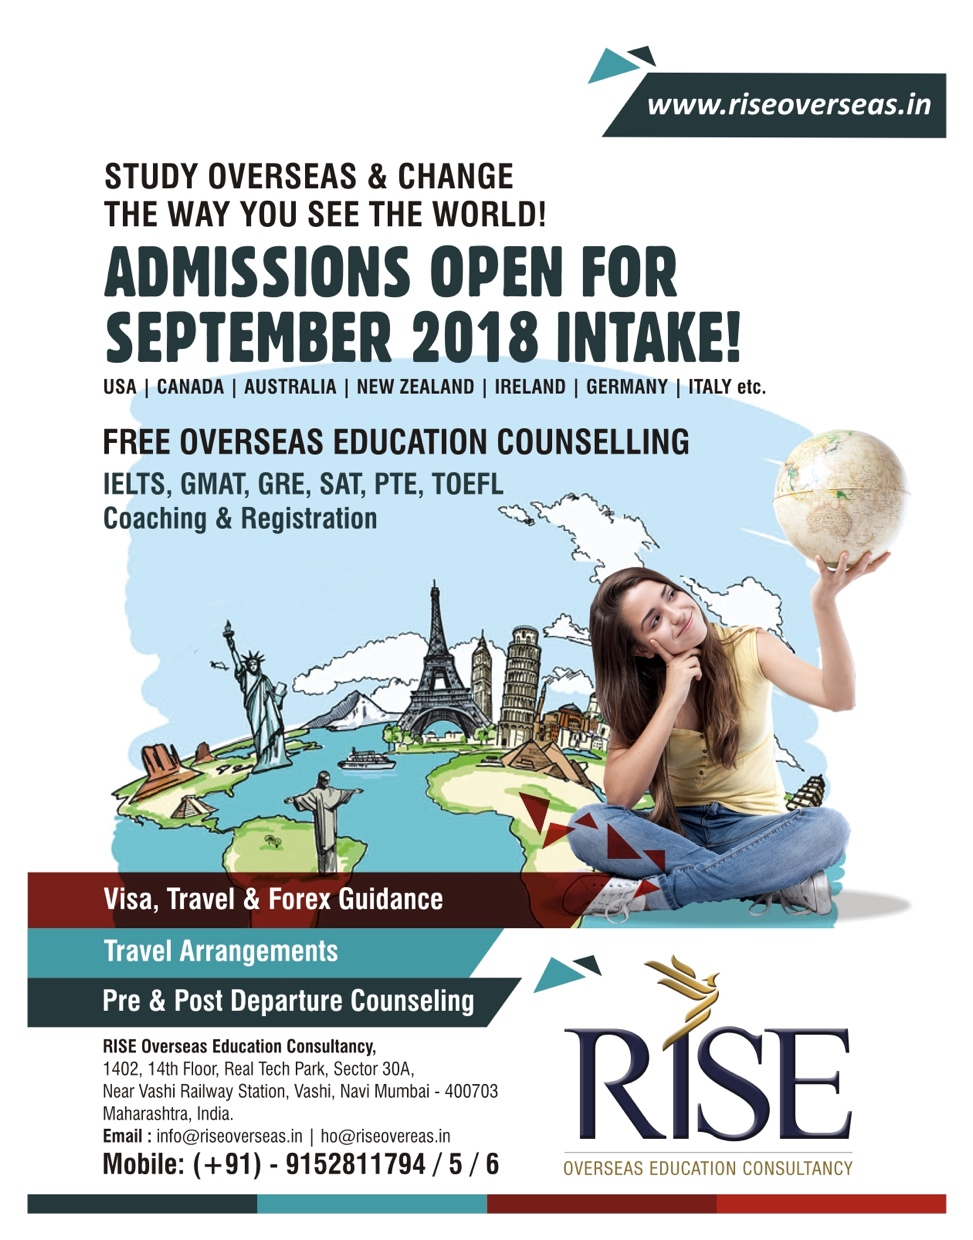 www.riseoverseas.in
STUDY OVERSEAS & CHANGE
THE WAY YOU SEE THE WORLD!
ADMISSIONS OPEN FOR
SEPTEMBER 2018 INTAKE!
USA | CANADA | AUSTRALIA | NEW ZEALAND | IRELAND | GERMANY | ITALY etc.
FREE OVERSEAS EDUCATION COUNSELLING
IELTS, GMAT, GRE, SAT, PTE, TOEFL
Coaching & Registration
Visa, Travel & Forex Guidance
Travel Arrangements
Pre & Post Departure Counseling
RISE Overseas Education Consultancy,
1402, 14th Floor, Real Tech Park, Sector 30A,
Near Vashi Railway Station, Vashi, Navi Mumbai - 400703
Maharashtra, India.
Email : info@riseoverseas.in | ho@riseovereas.in
Mobile: (+91) - 9152811794 / 5 / 6
RISE
OVERSEAS EDUCATION CONSULTANCY